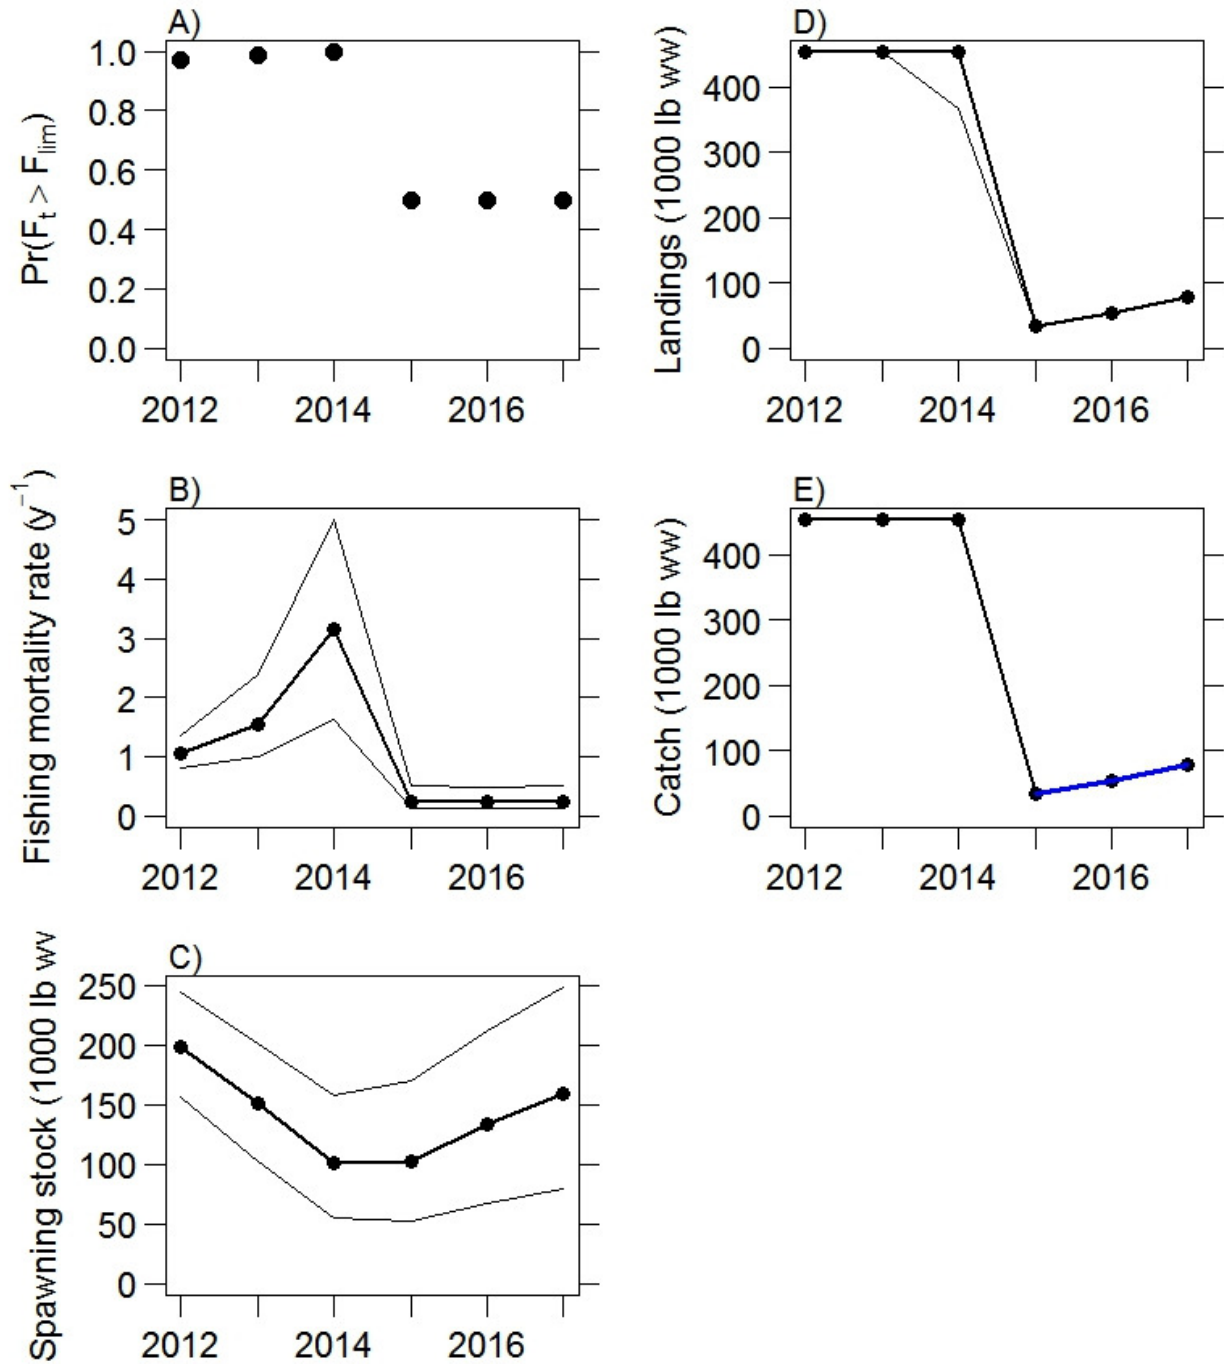 A)
Pr(Fₜ > Fₗᵢₘ)
1.0
0.8
0.6
0.4
0.2
0.0
2012 2014 2016
D)
Landings (1000 lb ww)
400
300
200
100
0
2012 2014 2016
B)
Fishing mortality rate (y⁻¹)
5
4
3
2
1
0
2012 2014 2016
E)
Catch (1000 lb ww)
400
300
200
100
0
2012 2014 2016
C)
Spawning stock (1000 lb wv
250
200
150
100
50
0
2012 2014 2016